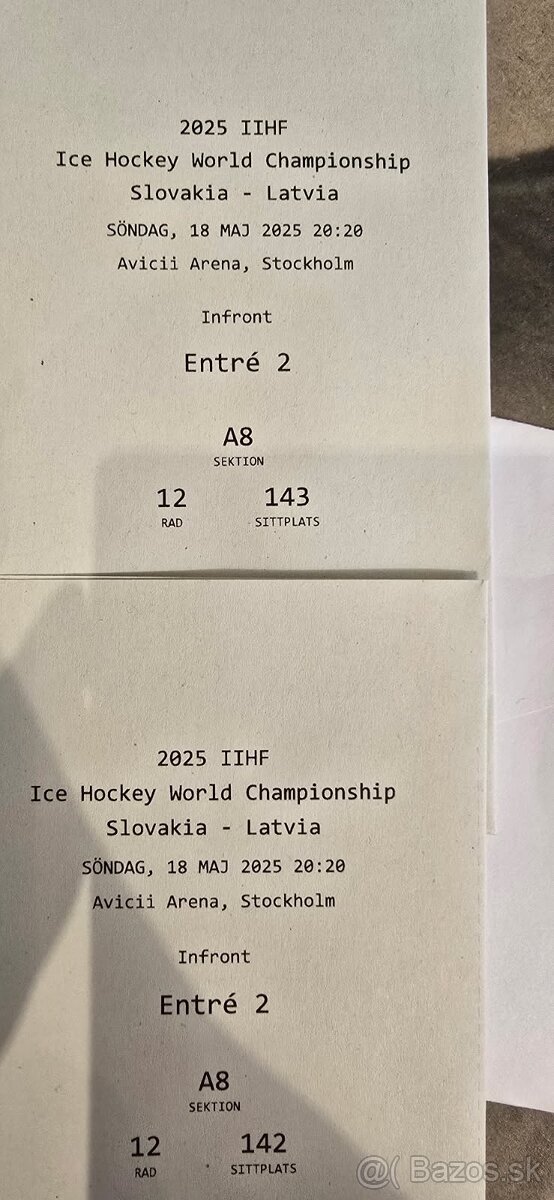 2025 IIHF
Ice Hockey World Championship
Slovakia - Latvia
SÖNDAG, 18 MAJ 2025 20:20
Avicii Arena, Stockholm
Infront
Entré 2
A8
SEKTION
12 143
RAD SITTPLATS
2025 IIHF
Ice Hockey World Championship
Slovakia - Latvia
SÖNDAG, 18 MAJ 2025 20:20
Avicii Arena, Stockholm
Infront
Entré 2
A8
SEKTION
12 142
RAD SITTPLATS
@( Bazos.sk